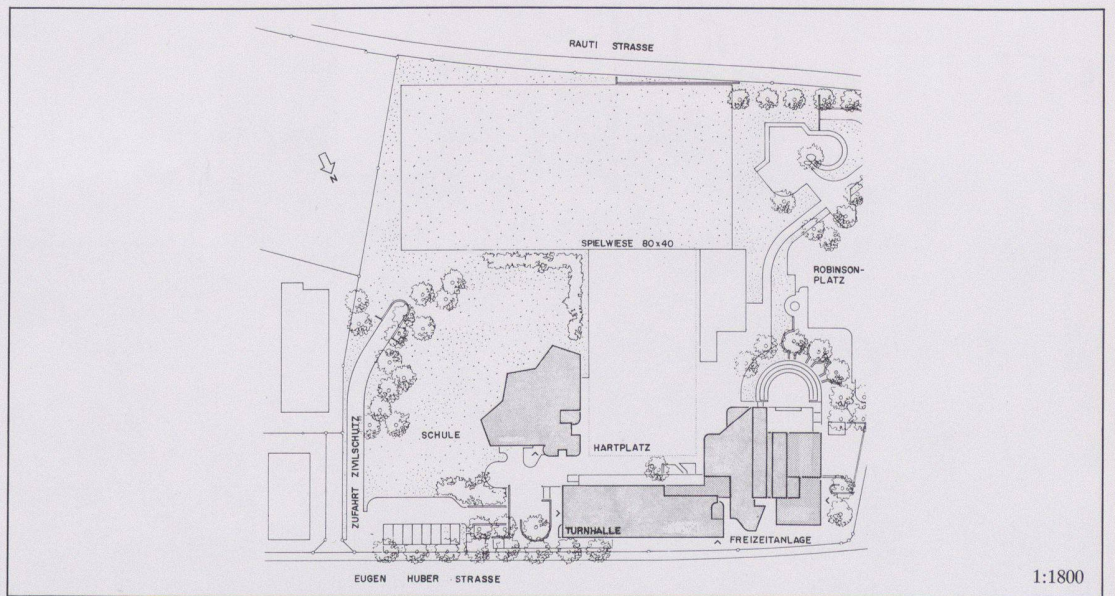 RAUTI STRASSE
N
SPIELWIESE 80x40
ROBINSON-
PLATZ
SCHULE
HARTPLATZ
ZUFAHRT ZIVILSCHUTZ
TURNHALLE
FREIZEITANLAGE
EUGEN HUBER STRASSE
1:1800